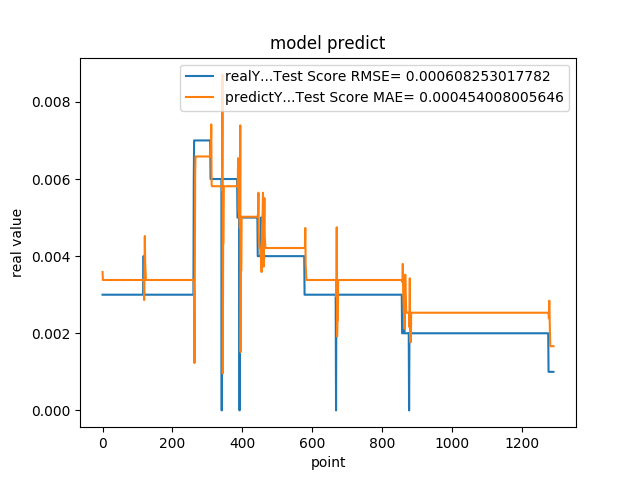 model predict
realY...Test Score RMSE= 0.000608253017782
predictY...Test Score MAE= 0.000454008005646
real value
0.008
0.006
0.004
0.002
0.000
0 200 400 600 800 1000 1200
point